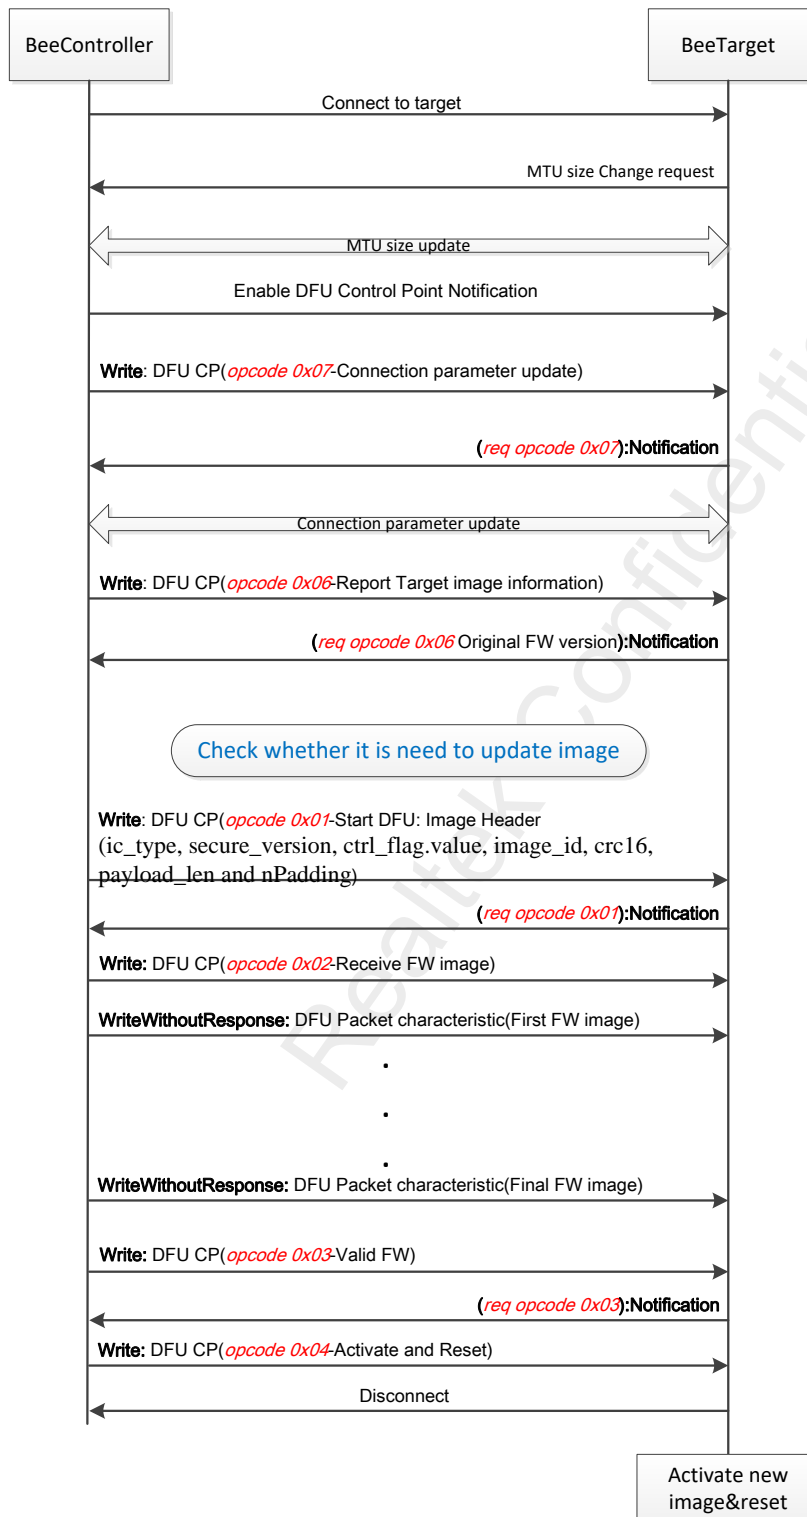 BeeController
BeeTarget
Connect to target
MTU size Change request
MTU size update
Enable DFU Control Point Notification
Write: DFU CP(opcode 0x07-Connection parameter update)
(req opcode 0x07):Notification
Connection parameter update
Write: DFU CP(opcode 0x06-Report Target image information)
(req opcode 0x06 Original FW version):Notification
Check whether it is need to update image
Write: DFU CP(opcode 0x01-Start DFU: Image Header
(ic_type, secure_version, ctrl_flag.value, image_id, crc16,
payload_len and nPadding)
(req opcode 0x01):Notification
Write: DFU CP(opcode 0x02-Receive FW image)
WriteWithoutResponse: DFU Packet characteristic(First FW image)
.
.
.
WriteWithoutResponse: DFU Packet characteristic(Final FW image)
Write: DFU CP(opcode 0x03-Valid FW)
(req opcode 0x03):Notification
Write: DFU CP(opcode 0x04-Activate and Reset)
Disconnect
Activate new
image&reset
Realtek Confidenti